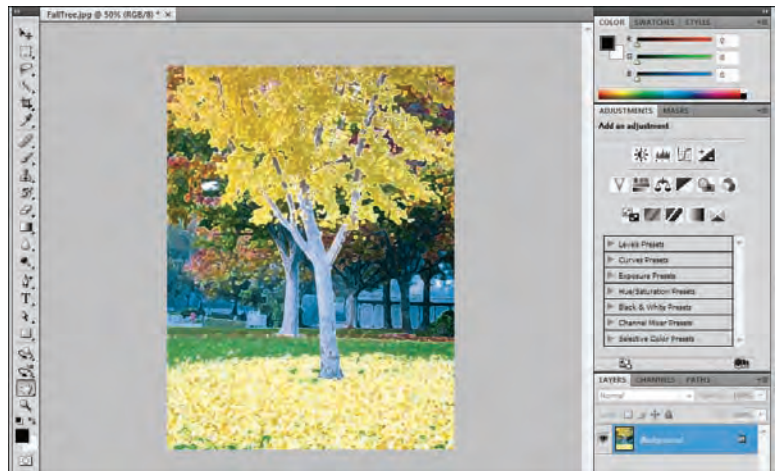 FallTree.jpg @ 50% (RGB/8) * ×
COLOR SWATCHES STYLES
R 0
G 0
B 0
ADJUSTMENTS MASKS
Add an adjustment
Levels Presets
Curves Presets
Exposure Presets
Hue/Saturation Presets
Black & White Presets
Channel Mixer Presets
Selective Color Presets
LAYERS CHANNELS PATHS
Normal
Background